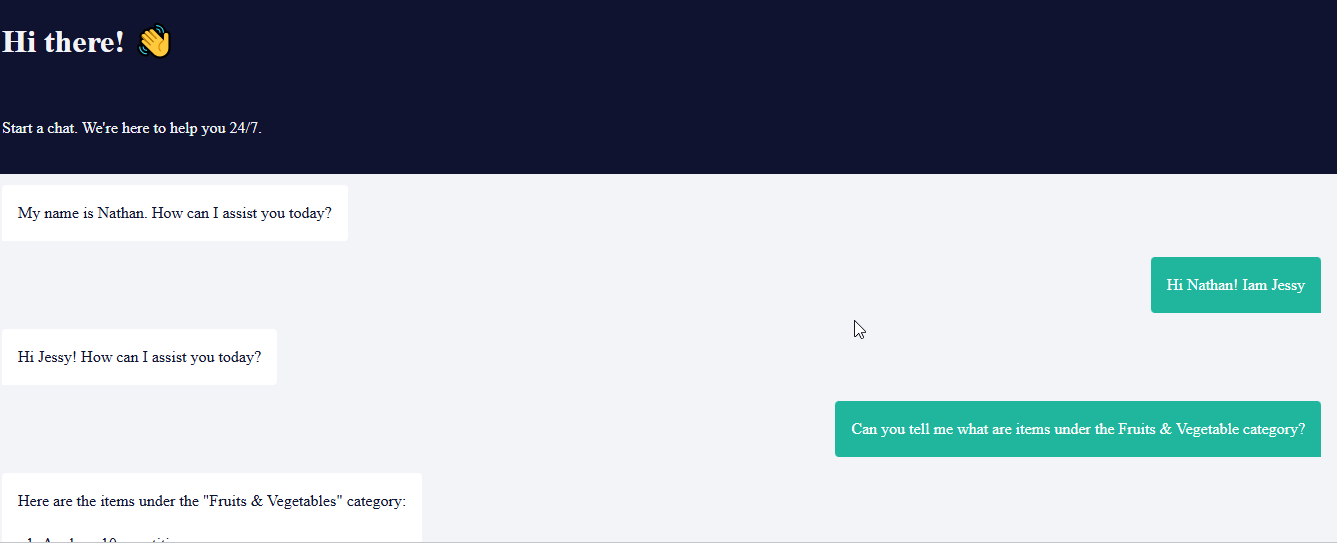 Hi there! 👋
Start a chat. We're here to help you 24/7.
My name is Nathan. How can I assist you today?
Hi Nathan! Iam Jessy
Hi Jessy! How can I assist you today?
Can you tell me what are items under the Fruits & Vegetable category?
Here are the items under the "Fruits & Vegetables" category: